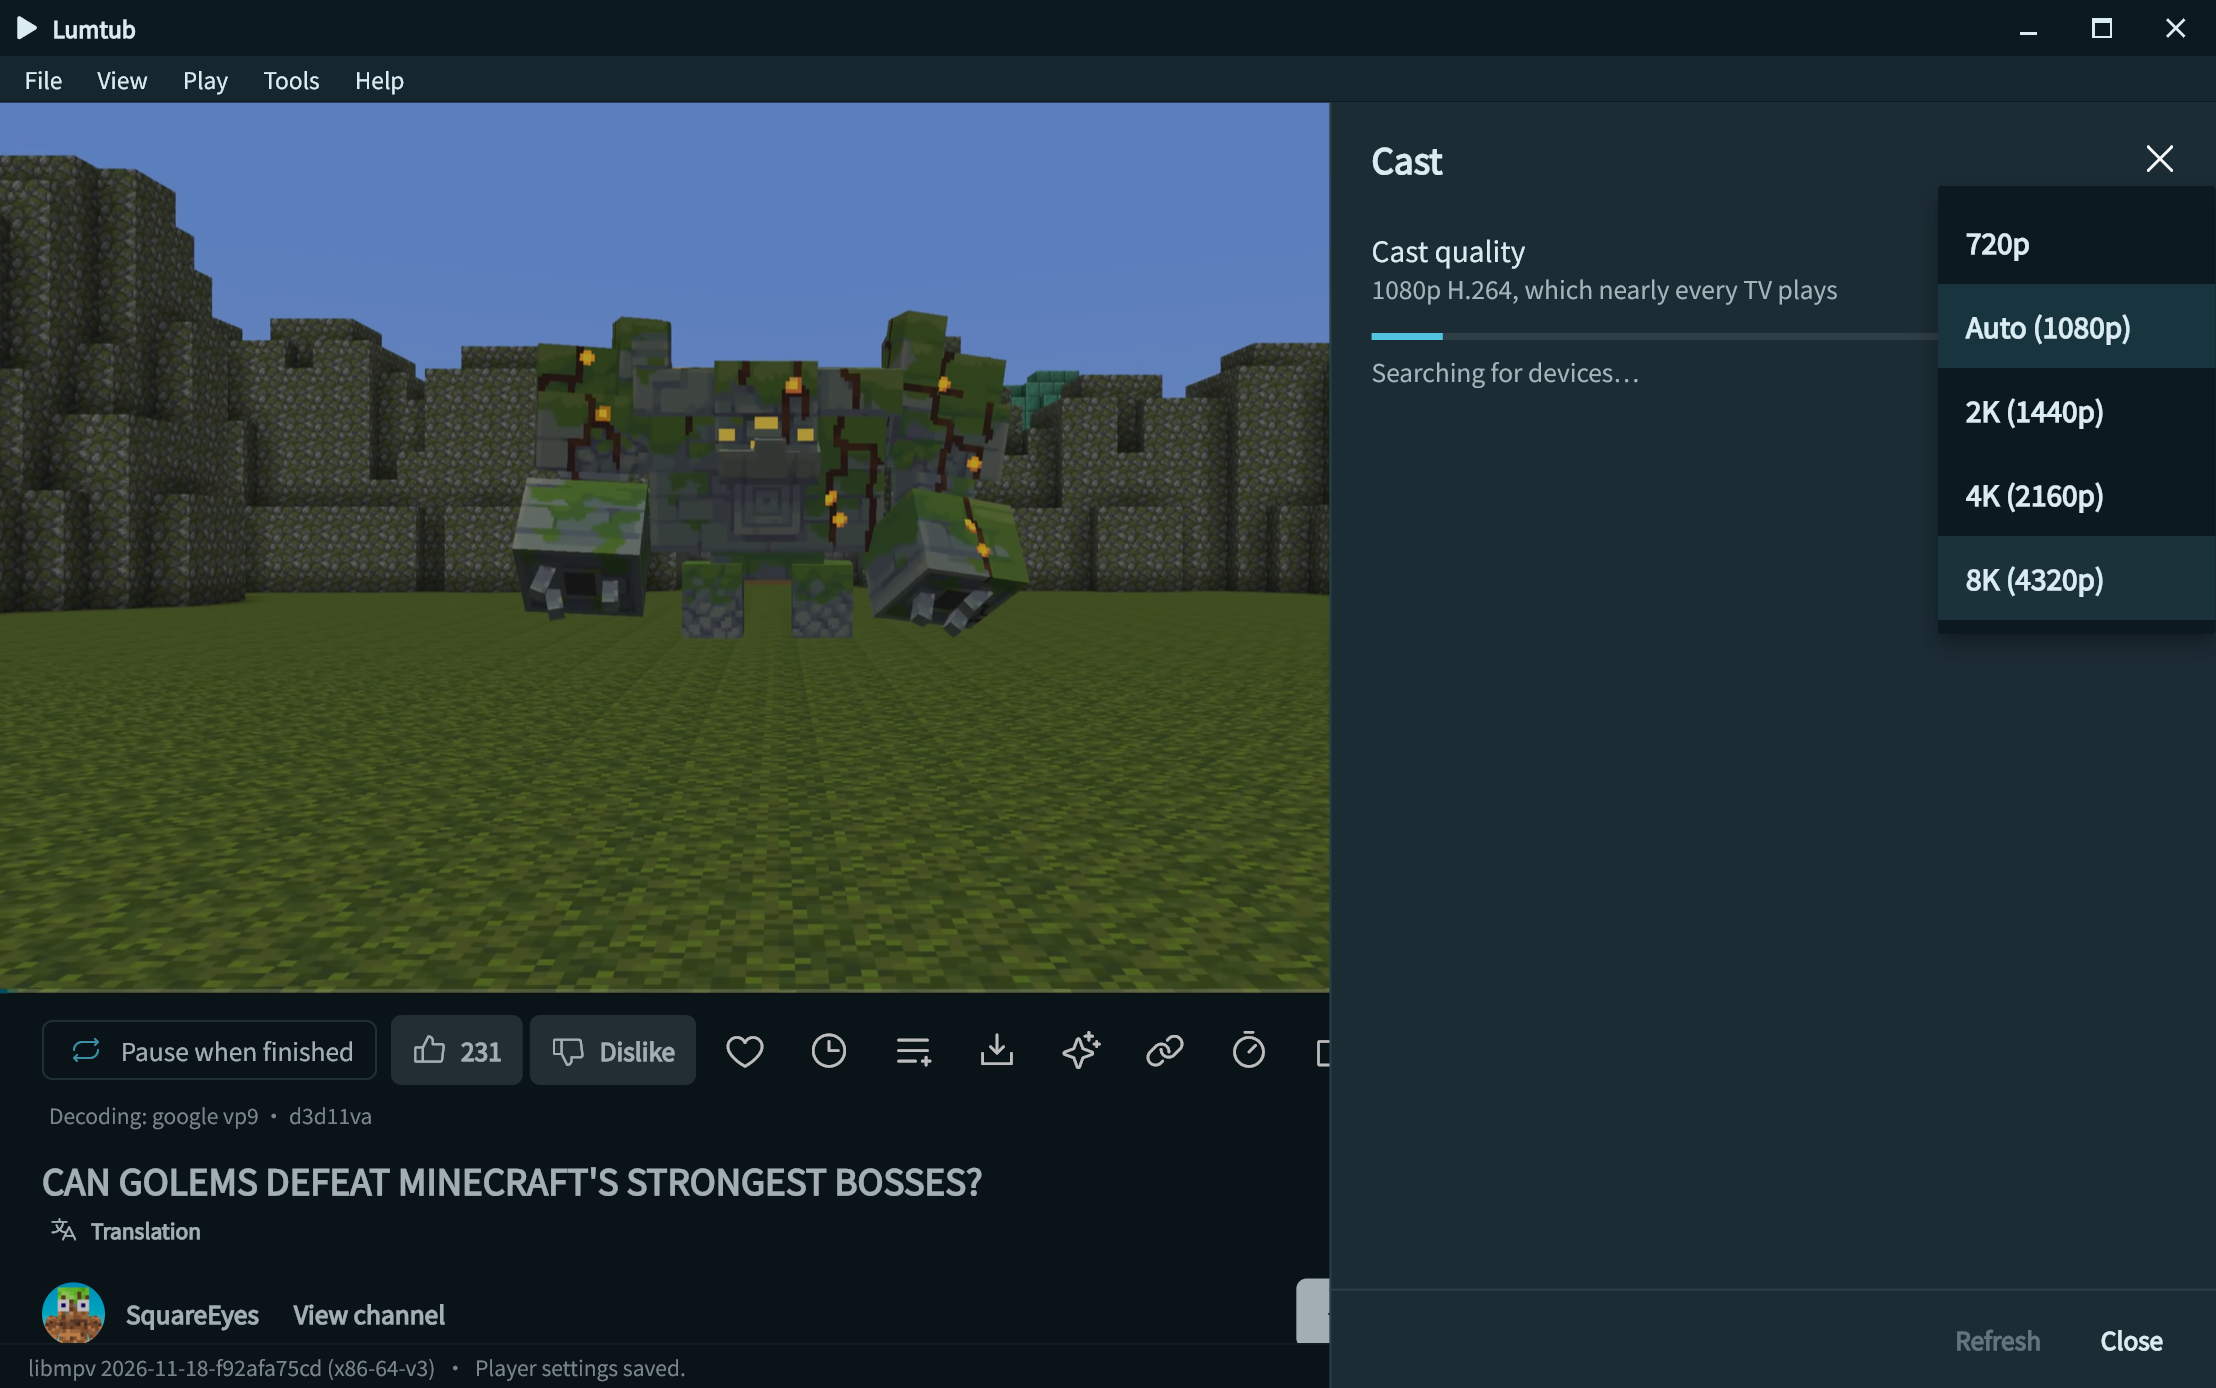 Lumtub
File View Play Tools Help
Cast
Cast quality
1080p H.264, which nearly every TV plays
Searching for devices…
720p
Auto (1080p)
2K (1440p)
4K (2160p)
8K (4320p)
Pause when finished 231 Dislike
Decoding: google vp9 • d3d11va
CAN GOLEMS DEFEAT MINECRAFT'S STRONGEST BOSSES?
Translation
SquareEyes View channel
Refresh Close
libmpv 2026-11-18-f92afa75cd (x86-64-v3) • Player settings saved.